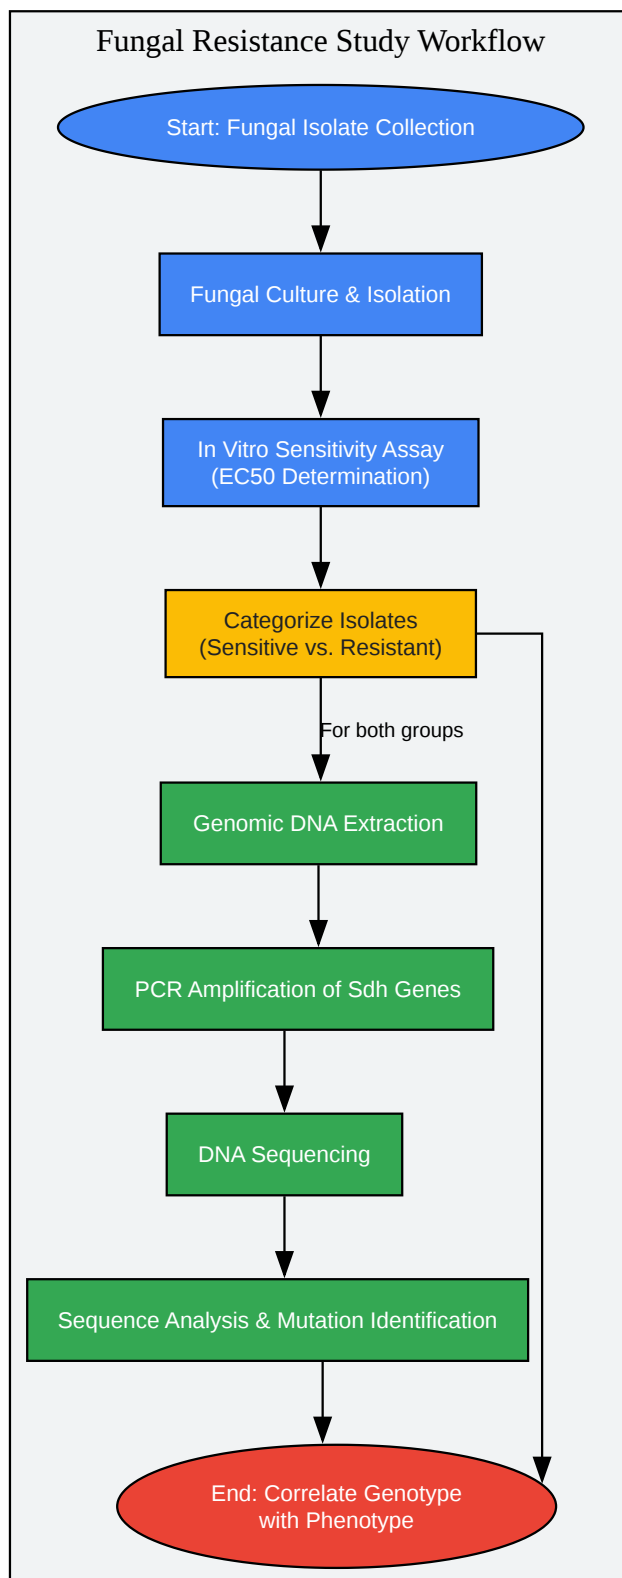 Fungal Resistance Study Workflow
Start: Fungal Isolate Collection
Fungal Culture & Isolation
In Vitro Sensitivity Assay
(EC50 Determination)
Categorize Isolates
(Sensitive vs. Resistant)
For both groups
Genomic DNA Extraction
PCR Amplification of Sdh Genes
DNA Sequencing
Sequence Analysis & Mutation Identification
End: Correlate Genotype
with Phenotype